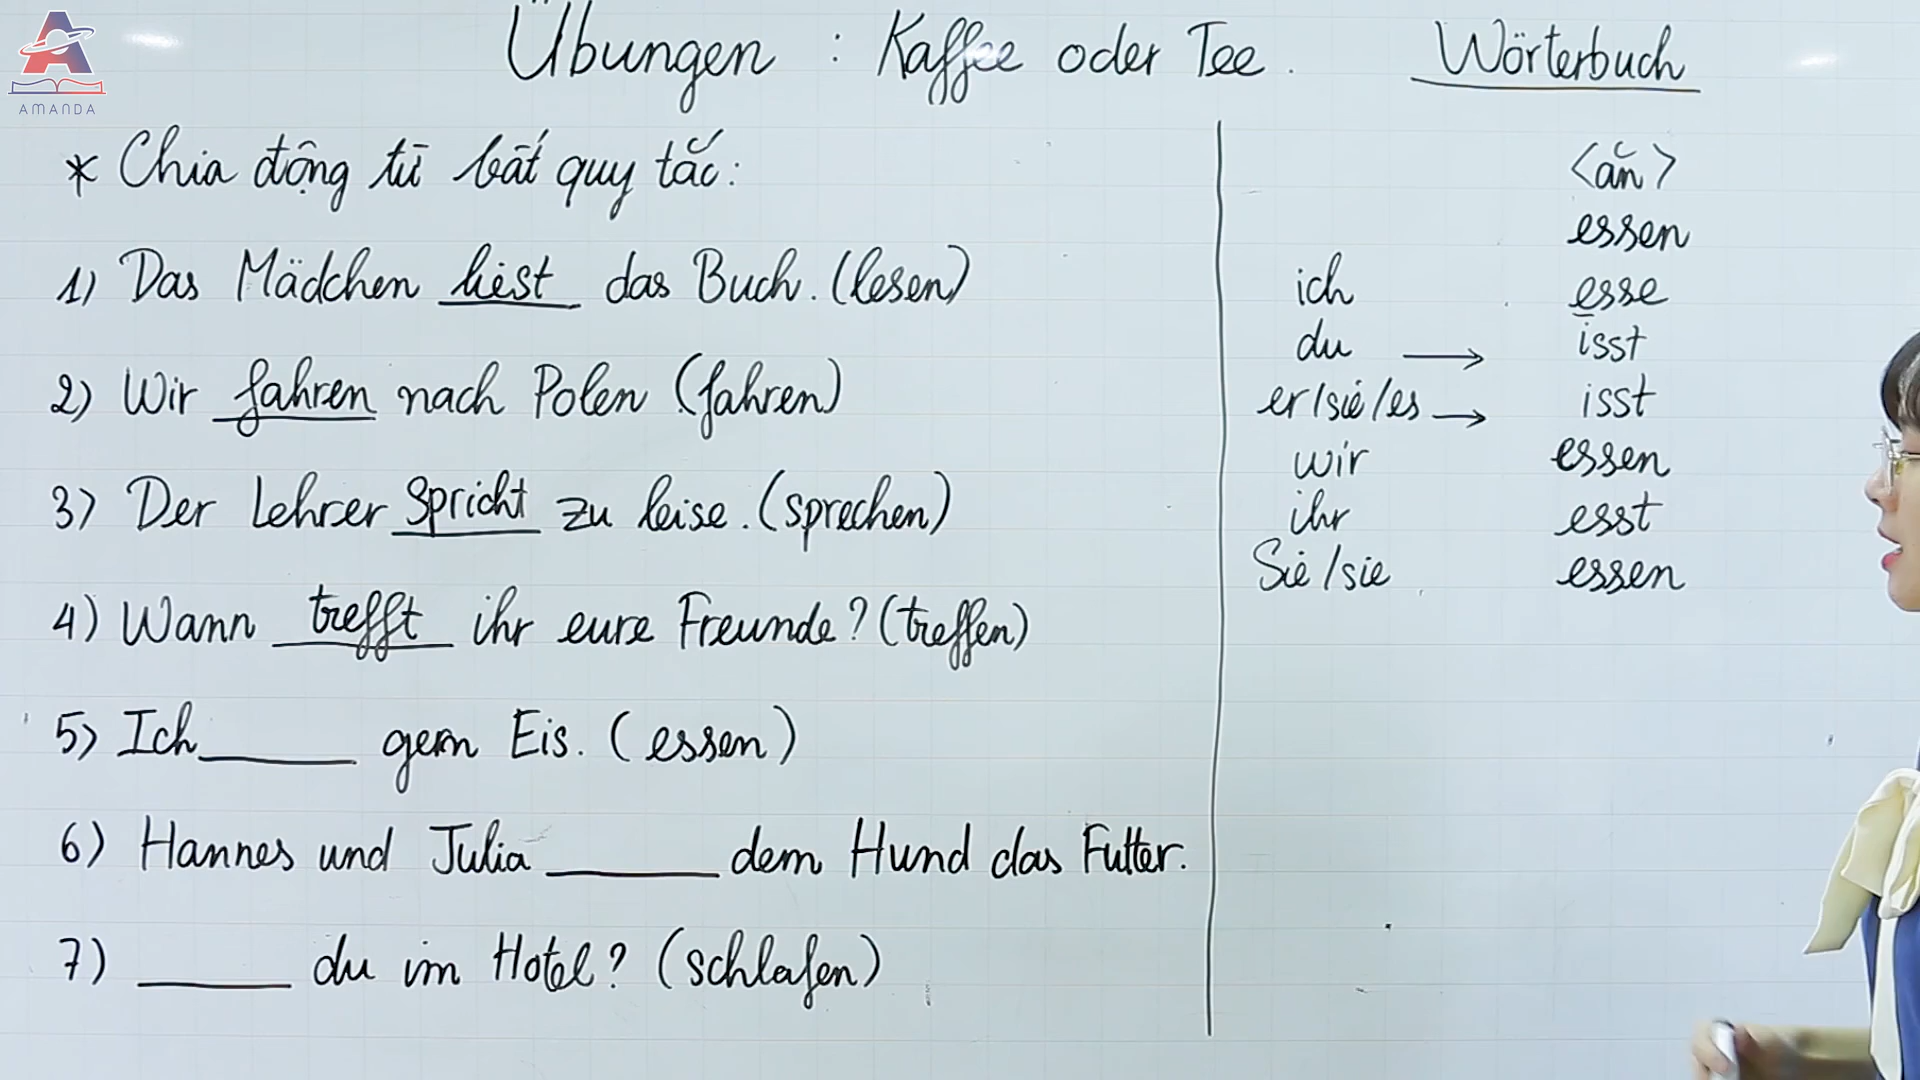 AMANDA
Übungen : Kaffee oder Tee. Wörterbuch
* Chia động từ bất quy tắc:
1) Das Mädchen liest das Buch. (lesen)
2) Wir fahren nach Polen (fahren)
3) Der Lehrer spricht zu leise. (sprechen)
4) Wann trefft ihr eure Freunde? (treffen)
5) Ich ______ gern Eis. (essen)
6) Hannes und Julia ______ dem Hund das Futter.
7) ______ du im Hotel? (schlafen)
<ăn>
essen
ich esse
du → isst
er/sie/es → isst
wir essen
ihr esst
Sie/sie essen